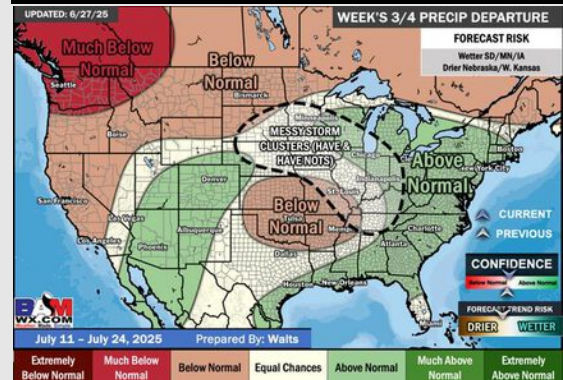 UPDATED: 6/27/25
WEEK'S 3/4 PRECIP DEPARTURE
FORECAST RISK
Wetter SD/MN/IA
Drier Nebraska/W. Kansas
Much Below
Normal
Seattle
Below
Normal
Bismarck
Boise
Minneapolis
MESSY STORM
CLUSTERS (HAVE &
HAVE NOTS)
Chicago
Above
Normal
Boston
New York City
Denver
St. Louis
Indianapolis
San Francisco
Las Vegas
Los Angeles
Albuquerque
Phoenix
Below
Normal
Tulsa
Charlotte
Atlanta
Dallas
Houston
New Orleans
Miami
CURRENT
PREVIOUS
CONFIDENCE
Below Normal
Above Normal
FORECAST TREND RISK
DRIER
WETTER
BAM
WX.COM
July 11 – July 24, 2025
Prepared By: Walts
Extremely
Below Normal
Much Below
Normal
Below Normal
Equal Chances
Above Normal
Much Above
Normal
Extremely
Above Normal